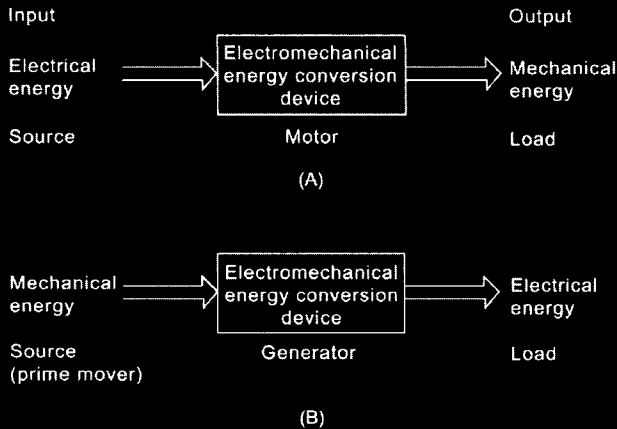 Input
Output
Electrical
energy
Electromechanical
energy conversion
device
Mechanical
energy
Source
Motor
Load
(A)
Mechanical
energy
Electromechanical
energy conversion
device
Electrical
energy
Source
(prime mover)
Generator
Load
(B)